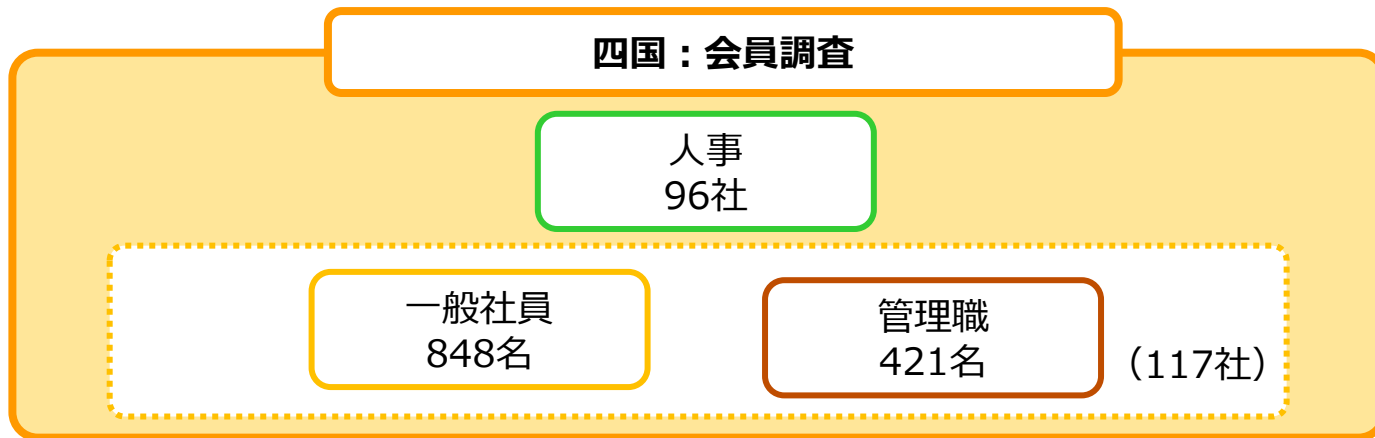 四国：会員調査
人事
96社
一般社員
848名
管理職
421名
（117社）